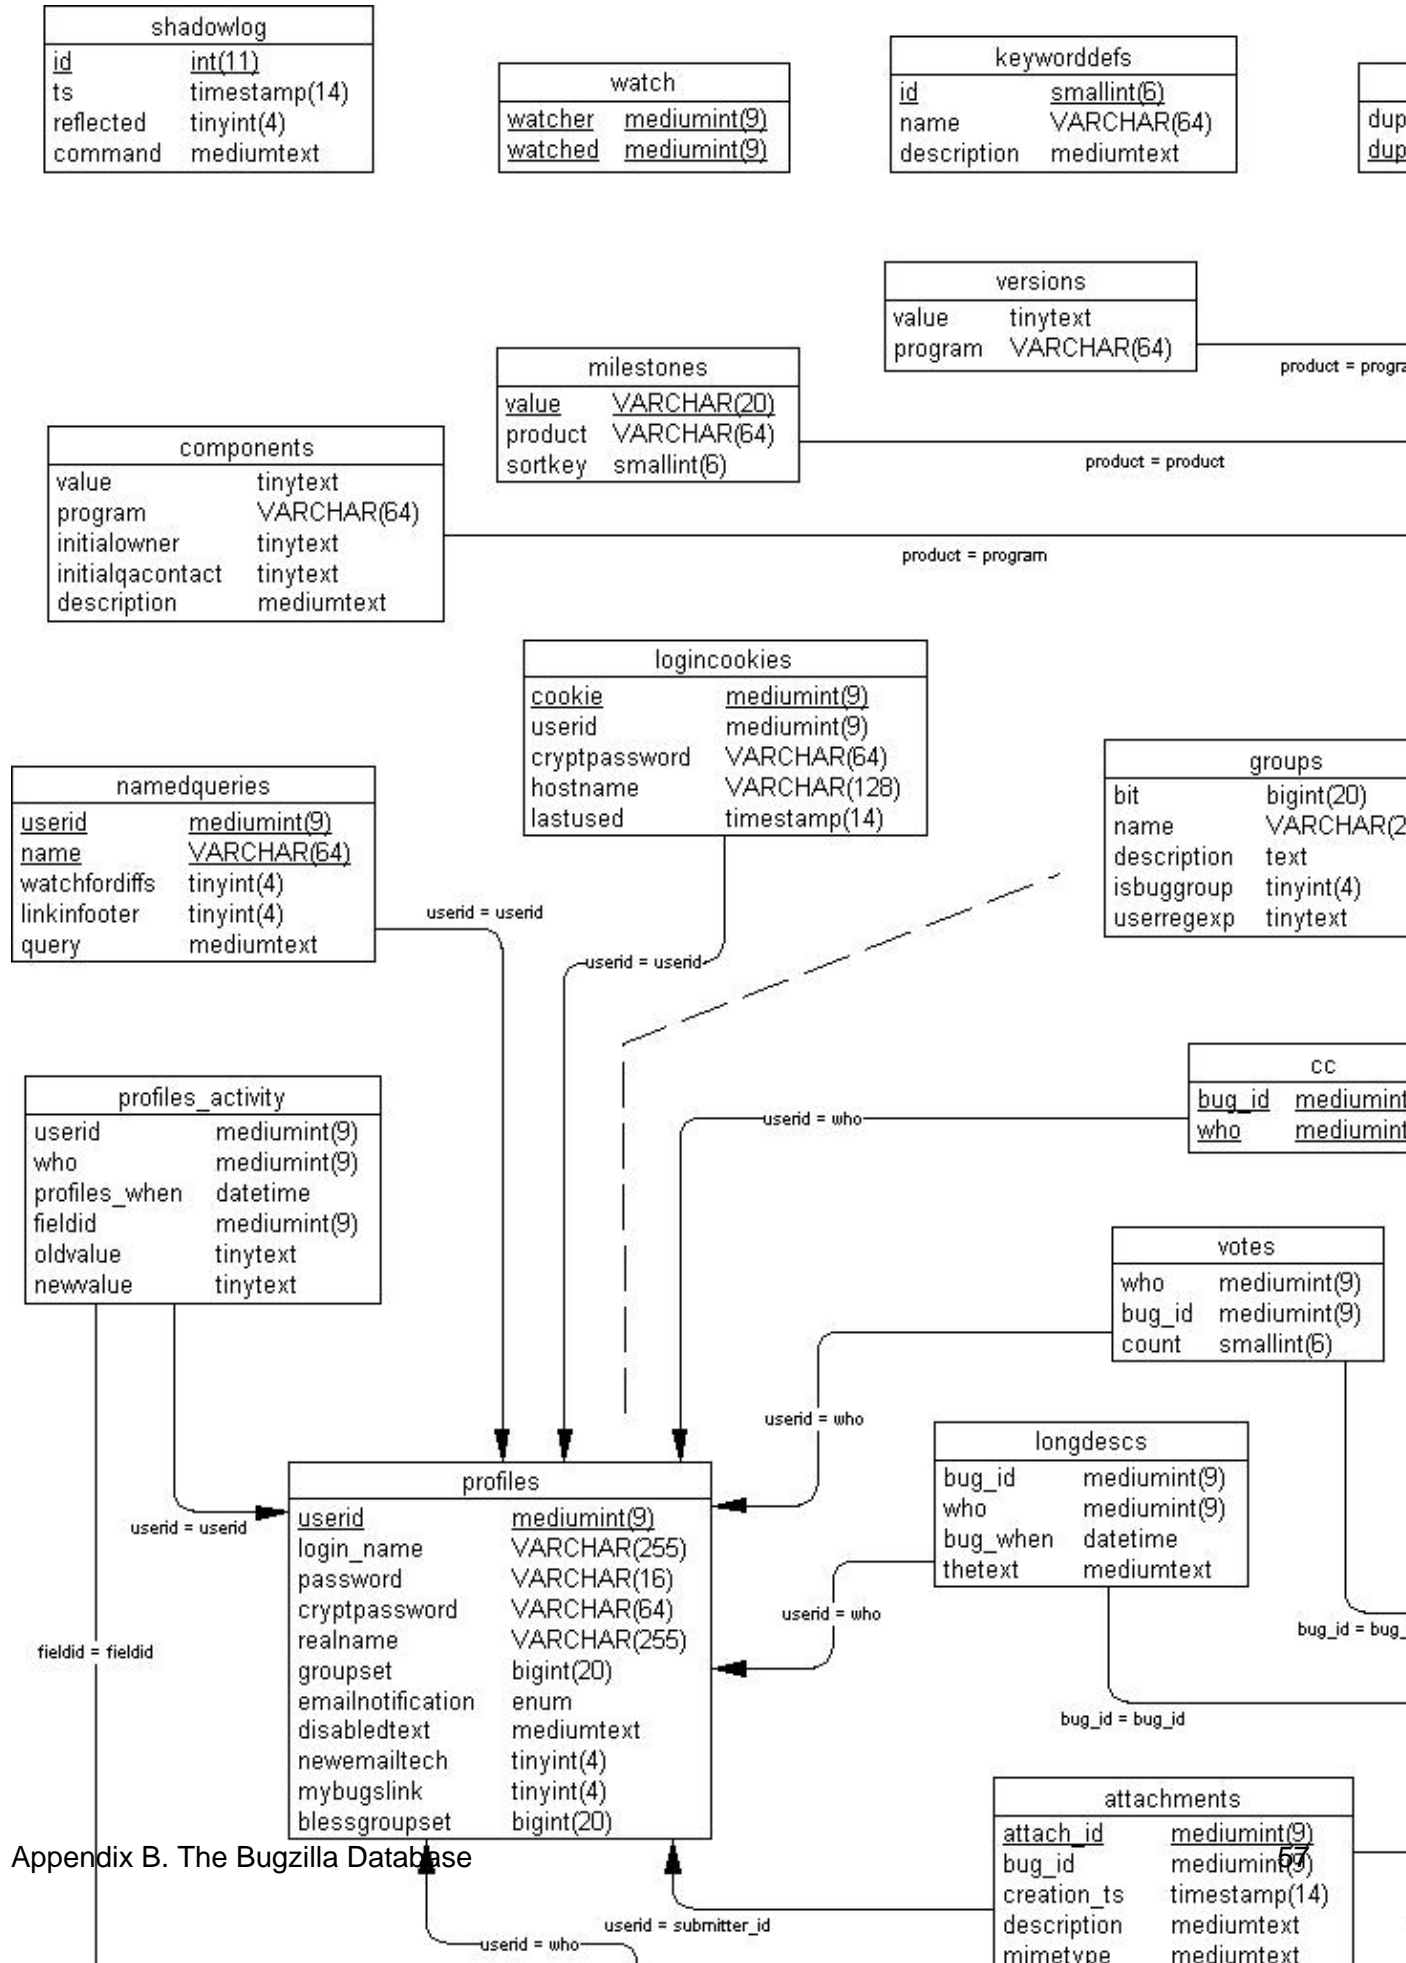 shadowlog
id int(11)
ts timestamp(14)
reflected tinyint(4)
command mediumtext
watch
watcher mediumint(9)
watched mediumint(9)
keyworddefs
id smallint(6)
name VARCHAR(64)
description mediumtext
dup
dup
versions
value tinytext
program VARCHAR(64)
product = progra
milestones
value VARCHAR(20)
product VARCHAR(64)
sortkey smallint(6)
product = product
components
value tinytext
program VARCHAR(64)
initialowner tinytext
initialqacontact tinytext
description mediumtext
product = program
logincookies
cookie mediumint(9)
userid mediumint(9)
cryptpassword VARCHAR(64)
hostname VARCHAR(128)
lastused timestamp(14)
groups
bit bigint(20)
name VARCHAR(2
description text
isbuggroup tinyint(4)
userregexp tinytext
namedqueries
userid mediumint(9)
name VARCHAR(64)
watchfordiffs tinyint(4)
linkinfooter tinyint(4)
query mediumtext
userid = userid
userid = userid
cc
bug_id mediumint
who mediumint
userid = who
profiles_activity
userid mediumint(9)
who mediumint(9)
profiles_when datetime
fieldid mediumint(9)
oldvalue tinytext
newvalue tinytext
votes
who mediumint(9)
bug_id mediumint(9)
count smallint(6)
userid = who
longdescs
bug_id mediumint(9)
who mediumint(9)
bug_when datetime
thetext mediumtext
profiles
userid mediumint(9)
login_name VARCHAR(255)
password VARCHAR(16)
cryptpassword VARCHAR(64)
realname VARCHAR(255)
groupset bigint(20)
emailnotification enum
disabledtext mediumtext
newemailtech tinyint(4)
mybugslink tinyint(4)
blessgroupset bigint(20)
userid = userid
userid = who
bug_id = bug_
fieldid = fieldid
bug_id = bug_id
attachments
attach_id mediumint(9)
bug_id mediumint(9)
creation_ts timestamp(14)
description mediumtext
mimetype mediumtext
Appendix B. The Bugzilla Database 57
userid = submitter_id
userid = who